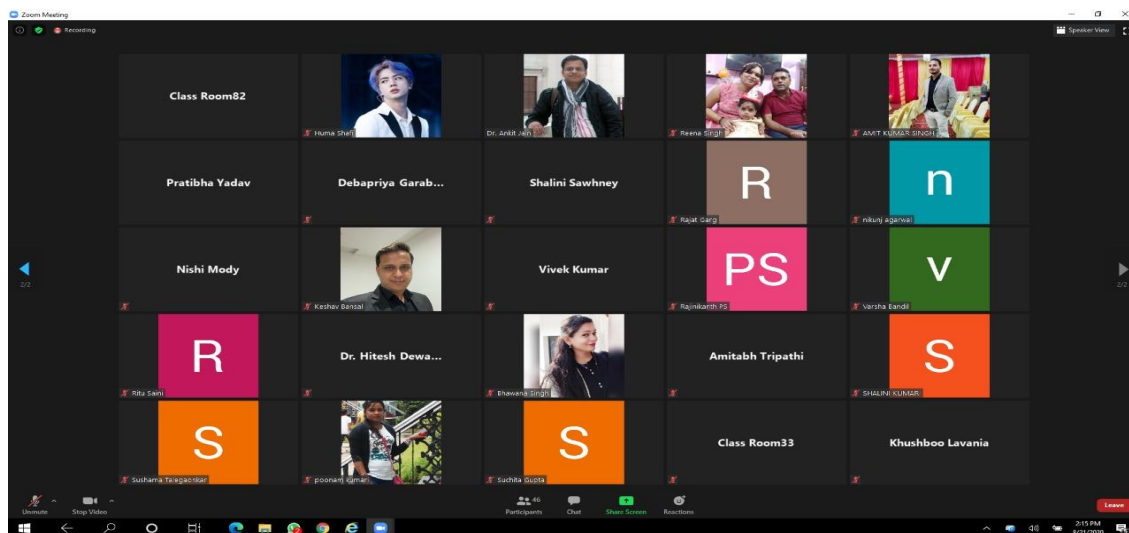 Zoom Meeting
Recording
Speaker View
Class Room82
Huma Shafi
Dr. Ankit Jain
Reena Singh
AMIT KUMAR SINGH
Pratibha Yadav
Debapriya Garab...
Shalini Sawhney
R
Rajat Garg
n
nikunj agarwal
Nishi Mody
Keshav Bansal
Vivek Kumar
PS
Rajinikanth PS
v
Varsha Bandil
2/2
2/2
R
Ritu Saini
Dr. Hitesh Dewa...
Bhawana Singh
Amitabh Tripathi
S
SHALINI KUMAR
S
Sushama Talegaonkar
poonam kumari
S
Suchita Gupta
Class Room33
Khushboo Lavania
Unmute
Stop Video
46
Participants
Chat
Share Screen
Reactions
Leave
2:15 PM
8/21/2020